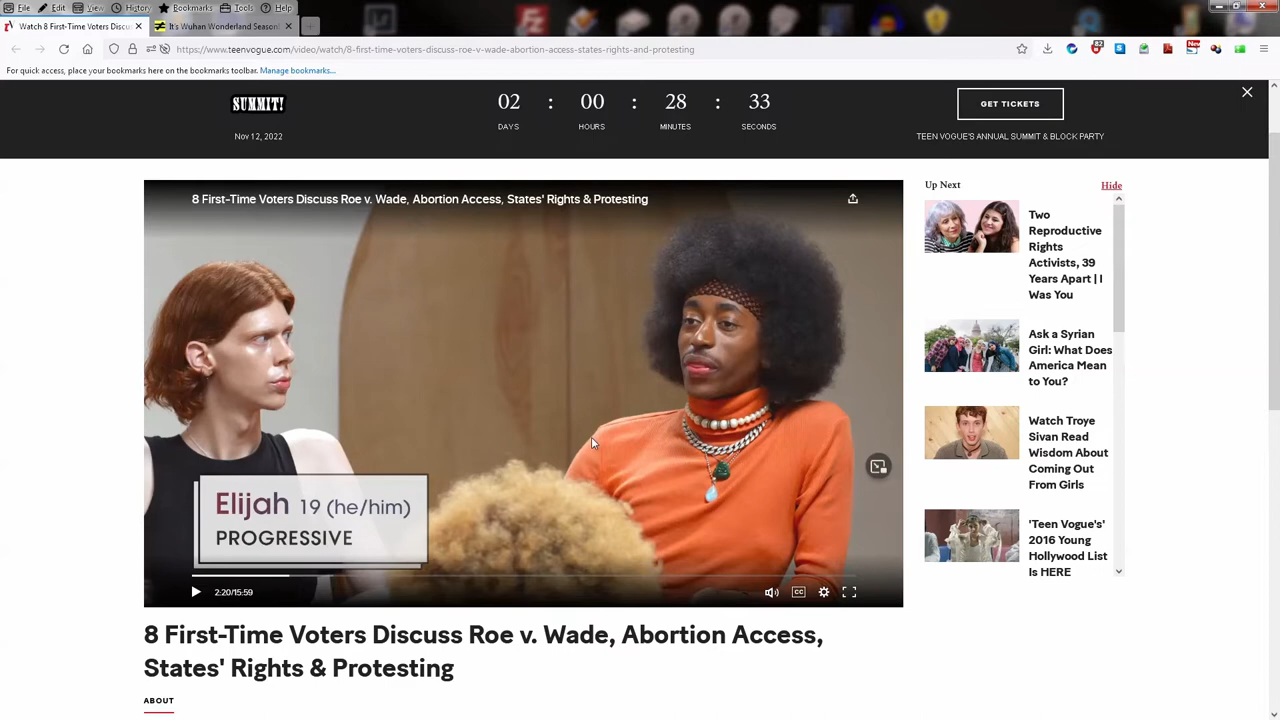 File Edit View History Bookmarks Tools Help
Watch 8 First-Time Voters Discu
It's Wuhan Wonderland Season!
https://www.teenvogue.com/video/watch/8-first-time-voters-discuss-roe-v-wade-abortion-access-states-rights-and-protesting
82
New
For quick access, place your bookmarks here on the bookmarks toolbar. Manage bookmarks...
SUMMIT!
Nov 12, 2022
02 : 00 : 28 : 33
DAYS HOURS MINUTES SECONDS
GET TICKETS
TEEN VOGUE'S ANNUAL SUMMIT & BLOCK PARTY
8 First-Time Voters Discuss Roe v. Wade, Abortion Access, States' Rights & Protesting
Elijah 19 (he/him)
PROGRESSIVE
2:20/15:59
CC
Up Next
Hide
Two
Reproductive
Rights
Activists, 39
Years Apart | I
Was You
Ask a Syrian
Girl: What Does
America Mean
to You?
Watch Troye
Sivan Read
Wisdom About
Coming Out
From Girls
'Teen Vogue's'
2016 Young
Hollywood List
Is HERE
8 First-Time Voters Discuss Roe v. Wade, Abortion Access,
States' Rights & Protesting
ABOUT